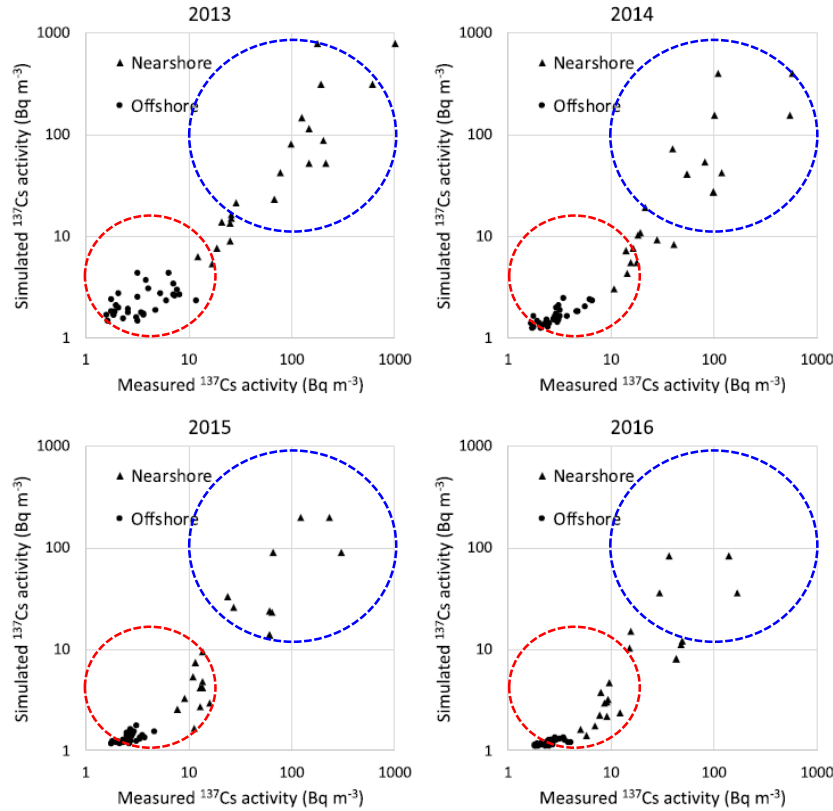 2013
Simulated ¹³⁷Cs activity (Bq m⁻³)
1000
100
10
1
Nearshore
Offshore
1 10 100 1000
Measured ¹³⁷Cs activity (Bq m⁻³)
2014
Simulated ¹³⁷Cs activity (Bq m⁻³)
1000
100
10
1
Nearshore
Offshore
1 10 100 1000
Measured ¹³⁷Cs activity (Bq m⁻³)
2015
Simulated ¹³⁷Cs activity (Bq m⁻³)
1000
100
10
1
Nearshore
Offshore
1 10 100 1000
Measured ¹³⁷Cs activity (Bq m⁻³)
2016
Simulated ¹³⁷Cs activity (Bq m⁻³)
1000
100
10
1
Nearshore
Offshore
1 10 100 1000
Measured ¹³⁷Cs activity (Bq m⁻³)